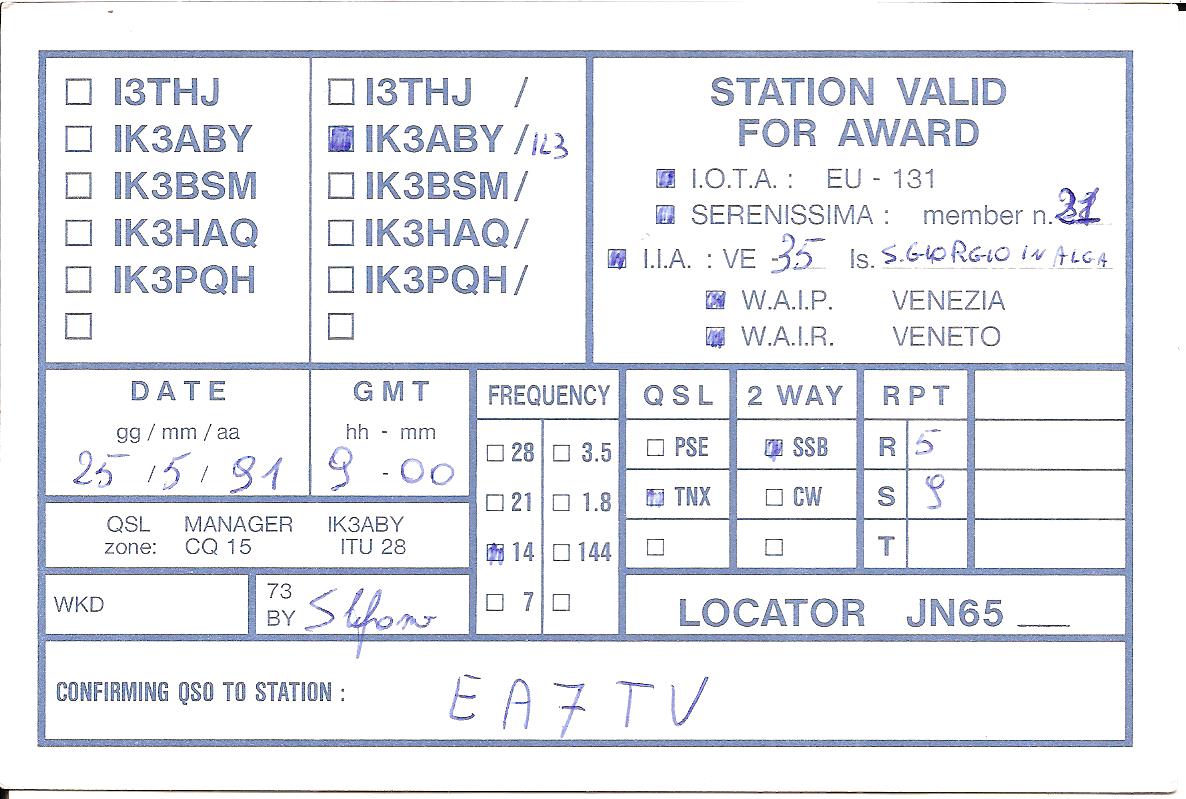 I3THJ
IK3ABY
IK3BSM
IK3HAQ
IK3PQH
I3THJ /
IK3ABY / IL3
IK3BSM /
IK3HAQ /
IK3PQH /
STATION VALID
FOR AWARD
I.O.T.A. : EU - 131
SERENISSIMA : member n. 31
I.I.A. : VE 35 Is. S. GIORGIO IN ALGA
W.A.I.P. VENEZIA
W.A.I.R. VENETO
DATE
gg / mm / aa
25 / 5 / 91
GMT
hh - mm
9 - 00
QSL MANAGER IK3ABY
zone: CQ 15 ITU 28
WKD
73
BY Stefano
FREQUENCY
28 3.5
21 1.8
14 144
7
QSL
PSE
TNX
2 WAY
SSB
CW
RPT
R 5
S 9
T
LOCATOR JN65 __
CONFIRMING QSO TO STATION : EA7TV